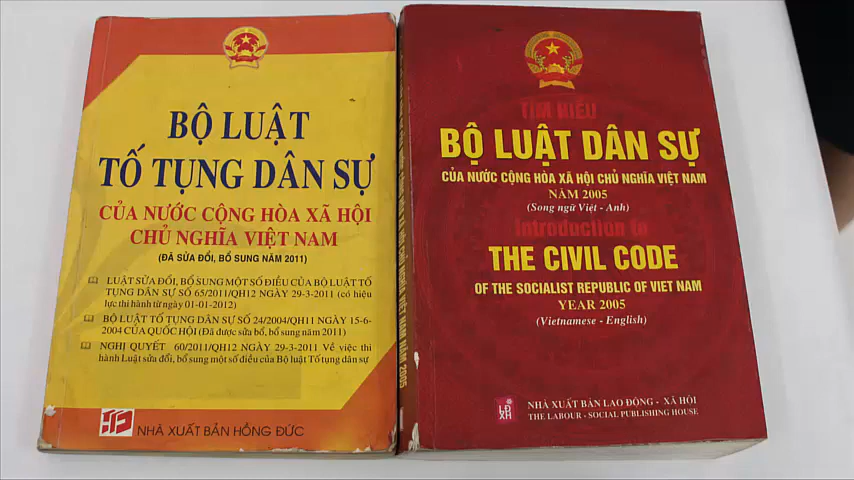 BỘ LUẬT
TỐ TỤNG DÂN SỰ
CỦA NƯỚC CỘNG HÒA XÃ HỘI
CHỦ NGHĨA VIỆT NAM
(ĐÃ SỬA ĐỔI, BỔ SUNG NĂM 2011)
LUẬT SỬA ĐỔI, BỔ SUNG MỘT SỐ ĐIỀU CỦA BỘ LUẬT TỐ
TỤNG DÂN SỰ SỐ 65/2011/QH12 NGÀY 29-3-2011 (có hiệu
lực thi hành từ ngày 01-01-2012)
BỘ LUẬT TỐ TỤNG DÂN SỰ SỐ 24/2004/QH11 NGÀY 15-6-
2004 CỦA QUỐC HỘI (Đã được sửa bổ, bổ sung năm 2011)
NGHỊ QUYẾT 60/2011/QH12 NGÀY 29-3-2011 Về việc thi
hành Luật sửa đổi, bổ sung một số điều của Bộ luật Tố tụng dân sự
NHÀ XUẤT BẢN HỒNG ĐỨC
TÌM HIỂU
BỘ LUẬT DÂN SỰ
CỦA NƯỚC CỘNG HÒA XÃ HỘI CHỦ NGHĨA VIỆT NAM
NĂM 2005
(Song ngữ Việt - Anh)
Introduction to
THE CIVIL CODE
OF THE SOCIALIST REPUBLIC OF VIET NAM
YEAR 2005
(Vietnamese - English)
LĐ
XH
NHÀ XUẤT BẢN LAO ĐỘNG - XÃ HỘI
THE LABOUR - SOCIAL PUBLISHING HOUSE